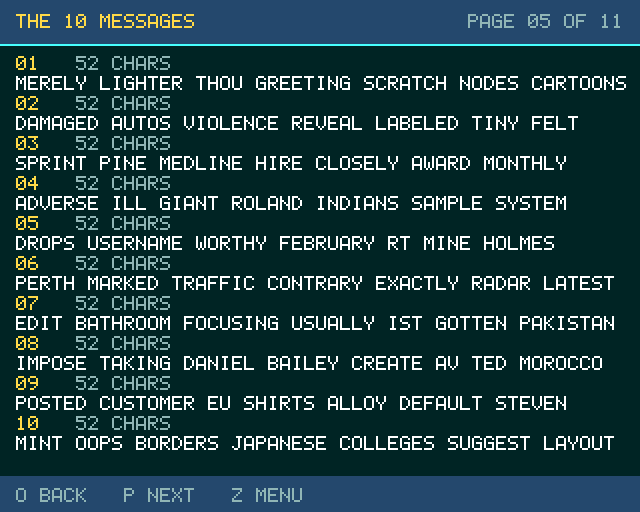 THE 10 MESSAGES PAGE 05 OF 11
01 52 CHARS
MERELY LIGHTER THOU GREETING SCRATCH NODES CARTOONS
02 52 CHARS
DAMAGED AUTOS VIOLENCE REVEAL LABELED TINY FELT
03 52 CHARS
SPRINT PINE MEDLINE HIRE CLOSELY AWARD MONTHLY
04 52 CHARS
ADVERSE ILL GIANT ROLAND INDIANS SAMPLE SYSTEM
05 52 CHARS
DROPS USERNAME WORTHY FEBRUARY RT MINE HOLMES
06 52 CHARS
PERTH MARKED TRAFFIC CONTRARY EXACTLY RADAR LATEST
07 52 CHARS
EDIT BATHROOM FOCUSING USUALLY IST GOTTEN PAKISTAN
08 52 CHARS
IMPOSE TAKING DANIEL BAILEY CREATE AV TED MOROCCO
09 52 CHARS
POSTED CUSTOMER EU SHIRTS ALLOY DEFAULT STEVEN
10 52 CHARS
MINT OOPS BORDERS JAPANESE COLLEGES SUGGEST LAYOUT
O BACK P NEXT Z MENU